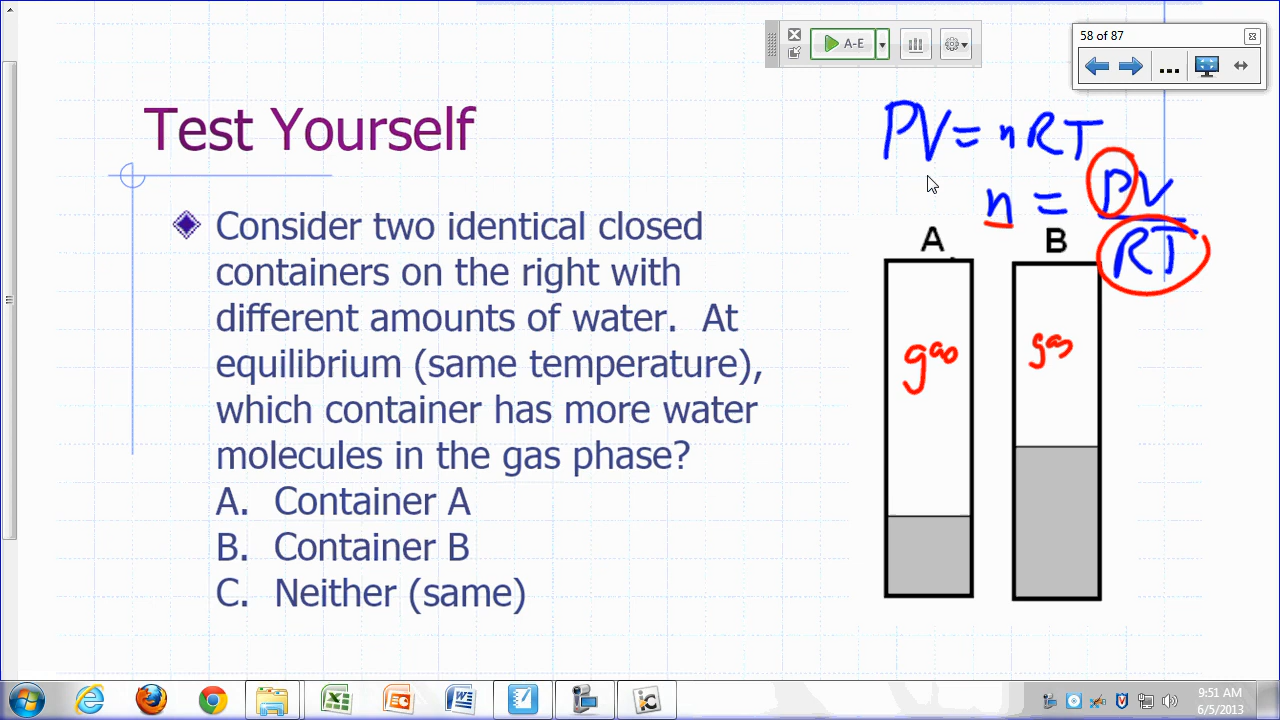 A-E
58 of 87
...
Test Yourself
PV = nRT
n = PV
RT
Consider two identical closed
containers on the right with
different amounts of water. At
equilibrium (same temperature),
which container has more water
molecules in the gas phase?
A. Container A
B. Container B
C. Neither (same)
A
B
gas
gas
9:51 AM
6/5/2013